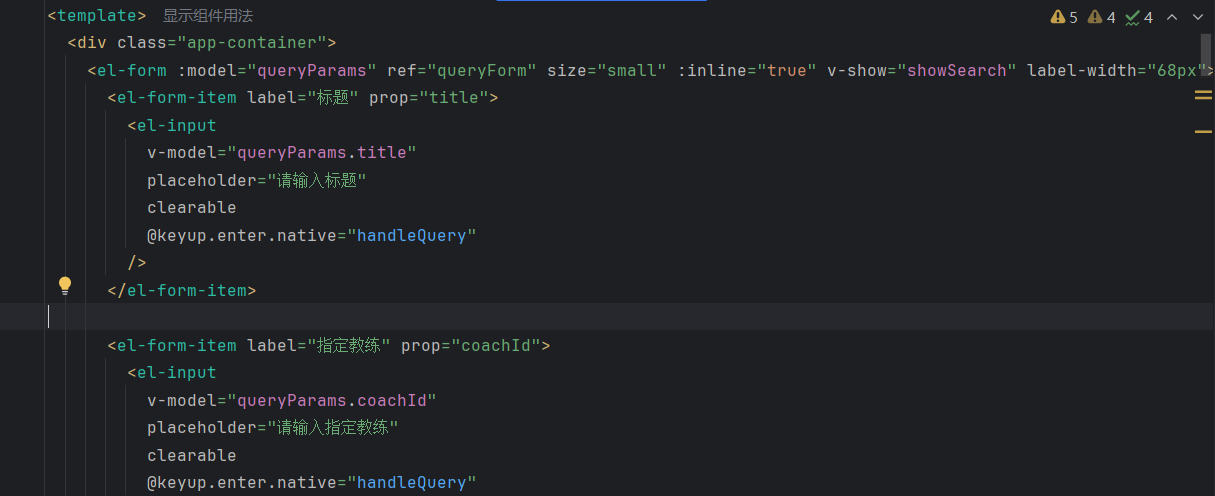 <template> 显示组件用法
5 4 4
<div class="app-container">
<el-form :model="queryParams" ref="queryForm" size="small" :inline="true" v-show="showSearch" label-width="68px">
<el-form-item label="标题" prop="title">
<el-input
v-model="queryParams.title"
placeholder="请输入标题"
clearable
@keyup.enter.native="handleQuery"
/>
</el-form-item>
<el-form-item label="指定教练" prop="coachId">
<el-input
v-model="queryParams.coachId"
placeholder="请输入指定教练"
clearable
@keyup.enter.native="handleQuery"